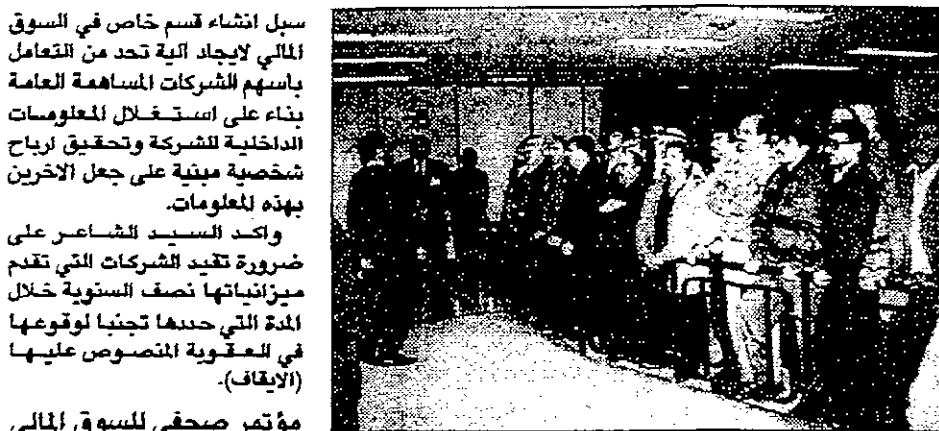 سبل انشاء قسم خاص في السوق
المالي لايجاد آلية تحد من التعامل
باسهم الشركات المساهمة العامة
بناء على استغلال المعلومات
الداخلية للشركة وتحقيق ارباح
شخصية مبنية على جعل الاخرين
بهذه المعلومات.
واكد السيد الشاعر على
ضرورة تقيد الشركات التي تقدم
ميزانياتها نصف السنوية خلال
المدة التي حددها تجنبا لوقوعها
في العقوبة المنصوص عليها
(الايقاف).
مؤتمر صحفي للسوق المالي